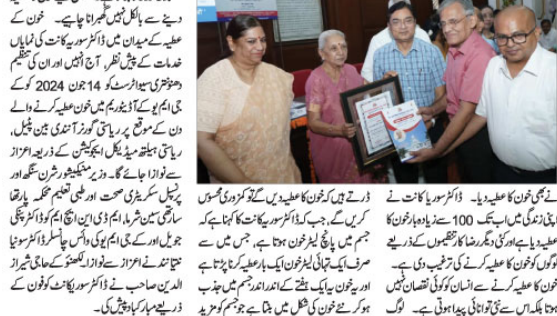 دینے سے بالکل نہیں گھبرانا چاہیے۔ خون کے
عطیہ کے میدان میں ڈاکٹر سوریہ کانت کی نمایاں
خدمات کے پیش نظر، آج انہیں اور ان کی تنظیم
دھنونتری سیوا ٹرسٹ کو 14 جون 2024 کو کے
جی ایم یو کے آڈیٹوریم میں خون عطیہ کرنے والے
دن کے موقع پر ریاستی گورنر آنندی بین پٹیل،
ریاستی ہیلتھ میڈیکل ایجوکیشن کے ذریعہ اعزاز
سے نوازا جائے گا۔ وزیر منکیشور شرن سنگھ اور
پرنسپل سکریٹری صحت اور طبی تعلیم محکمہ پارتھا
سارتھی سین شرما، ایم ڈی این ایچ ایم کو ڈاکٹر پنکی
جوویل اور کے جی ایم یو کی وائس چانسلر ڈاکٹر سونیا
نتیا نند نے اعزاز سے نوازا۔ لکھنؤ کے حاجی شیراز
الدین صاحب نے ڈاکٹر سوریہ کانت کو فون کے
ذریعے مبارکباد پیش کی۔
ڈرتے ہیں کہ خون کا عطیہ دیں گے تو کمزوری محسوس
کریں گے، جب کہ ڈاکٹر سوریہ کانت کا کہنا ہے کہ
جسم میں پانچ لیٹر خون ہوتا ہے، جس میں سے
صرف ایک تہائی لیٹر خون ایک بار عطیہ کرنا پڑتا ہے
اور یہ خون یہ ایک ہفتے کے اندر اندر جسم میں جذب
ہو کر نئے خون کی شکل میں بنتا ہے جو جسم کو مزید
نے بھی خون کا عطیہ دیا۔ ڈاکٹر سوریا کانت نے
اپنی زندگی میں اب تک 100 سے زیادہ بار خون کا
عطیہ دیا ہے اور کئی دیگر رضا کار تنظیموں کے ذریعے
لوگوں کو خون کا عطیہ کرنے کی ترغیب دی ہے۔
خون کا عطیہ کرنے سے انسان کو کوئی نقصان نہیں
ہوتا بلکہ اس سے نئی توانائی پیدا ہوتی ہے۔ لوگ